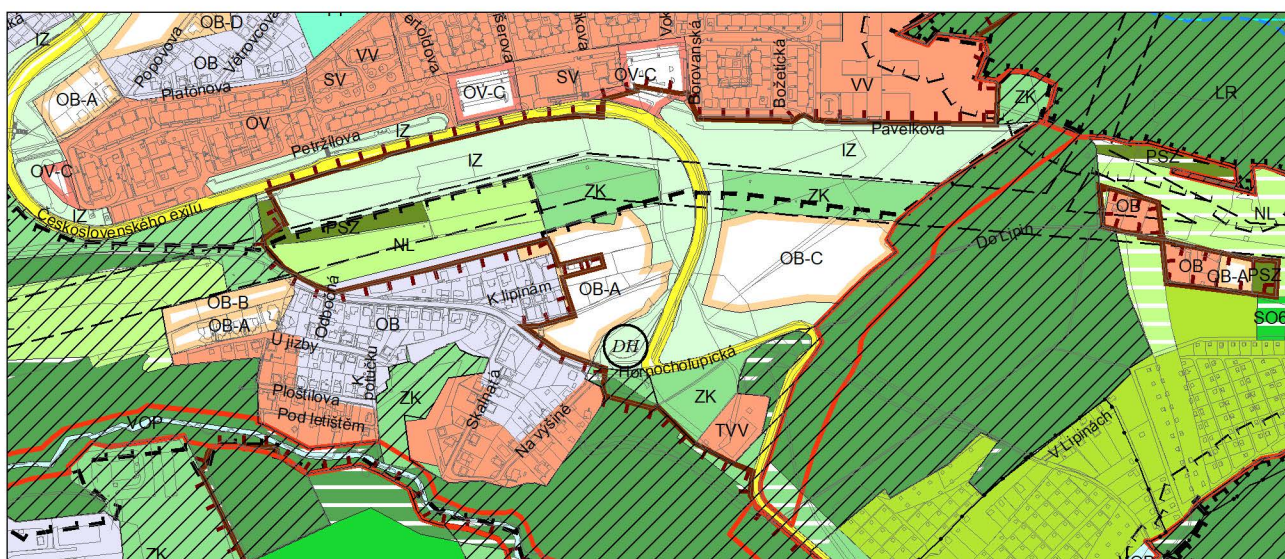 IZ
OB-D
Popovova
OB
Větrovcova
Platónova
OB-A
VV
SV
OV
OV-C
SV
OV-C
Borovanská
Božetická
VV
ZK
LR
Petržílova
IZ
IZ
Pavelkova
IZ
OV-C
IZ
Československého exilu
PSZ
NL
ZK
ZK
PSZ
OB
NL
Do Lipin
OB
OB-A
PSZ
SO6
OB-C
OB-A
K lipinám
OB-B
OB-A
Odbočná
OB
U jizby
K potůčku
DH
Hornocholupická
Ploštilova
Pod letištěm
ZK
Skalnatá
Na výšině
ZK
TVV
VOP
V Lipinách
ZK